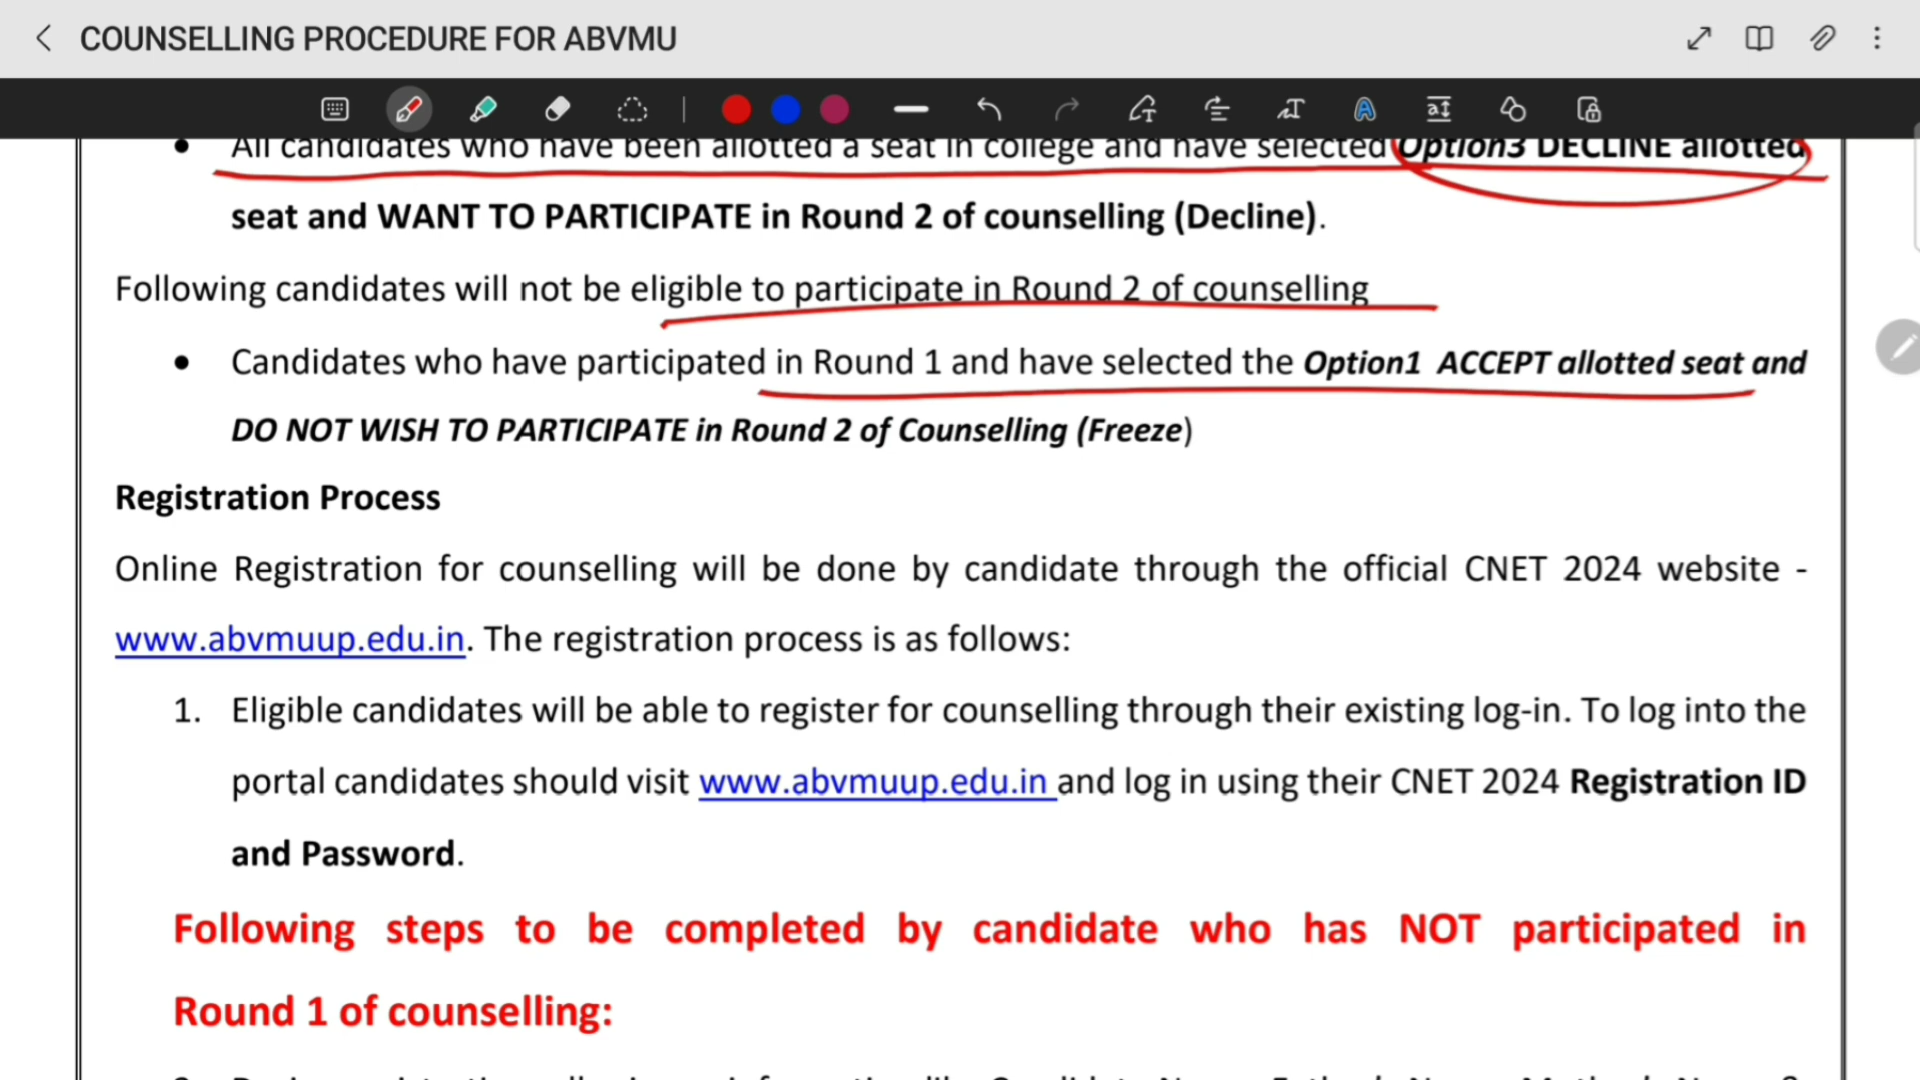 COUNSELLING PROCEDURE FOR ABVMU
• All candidates who have been allotted a seat in college and have selected Option3 DECLINE allotted
seat and WANT TO PARTICIPATE in Round 2 of counselling (Decline).
Following candidates will not be eligible to participate in Round 2 of counselling
• Candidates who have participated in Round 1 and have selected the Option1 ACCEPT allotted seat and
DO NOT WISH TO PARTICIPATE in Round 2 of Counselling (Freeze)
Registration Process
Online Registration for counselling will be done by candidate through the official CNET 2024 website -
www.abvmuup.edu.in. The registration process is as follows:
1. Eligible candidates will be able to register for counselling through their existing log-in. To log into the
portal candidates should visit www.abvmuup.edu.in and log in using their CNET 2024 Registration ID
and Password.
Following steps to be completed by candidate who has NOT participated in
Round 1 of counselling: